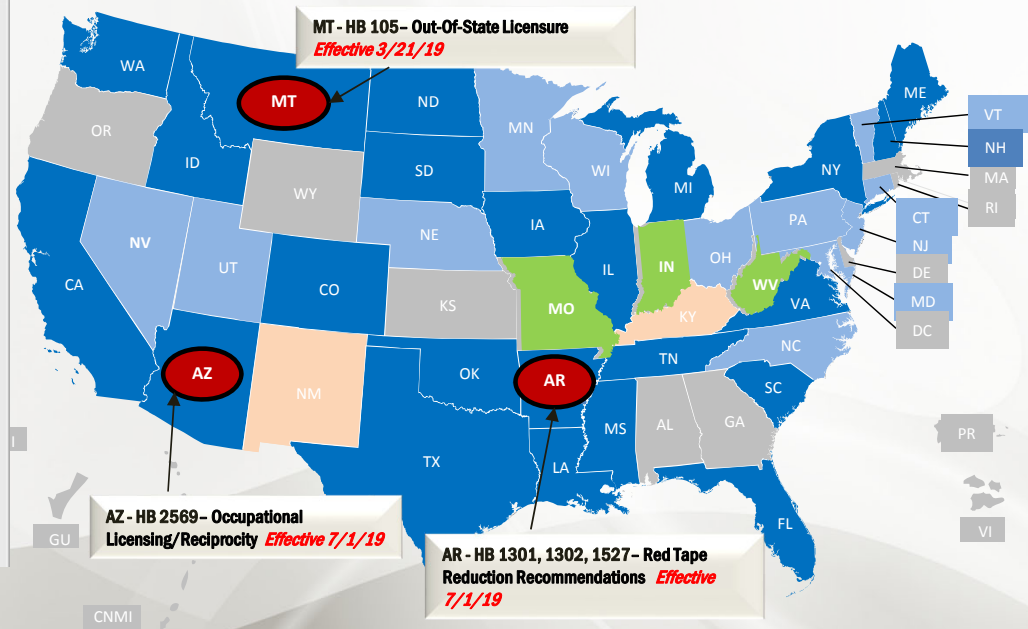 MT - HB 105– Out-Of-State Licensure
Effective 3/21/19
WA
MT
ND
MN
ME
VT
OR
NH
ID
SD
WI
NY
MA
WY
MI
RI
IA
PA
CT
NV
NE
OH
NJ
UT
IL
IN
DE
CA
CO
WV
MD
KS
MO
VA
KY
DC
NC
TN
AZ
OK
AR
NM
SC
MS
AL
GA
PR
TX
LA
I
FL
AZ - HB 2569– Occupational
Licensing/Reciprocity Effective 7/1/19
GU
VI
AR - HB 1301, 1302, 1527– Red Tape
Reduction Recommendations Effective
7/1/19
CNMI